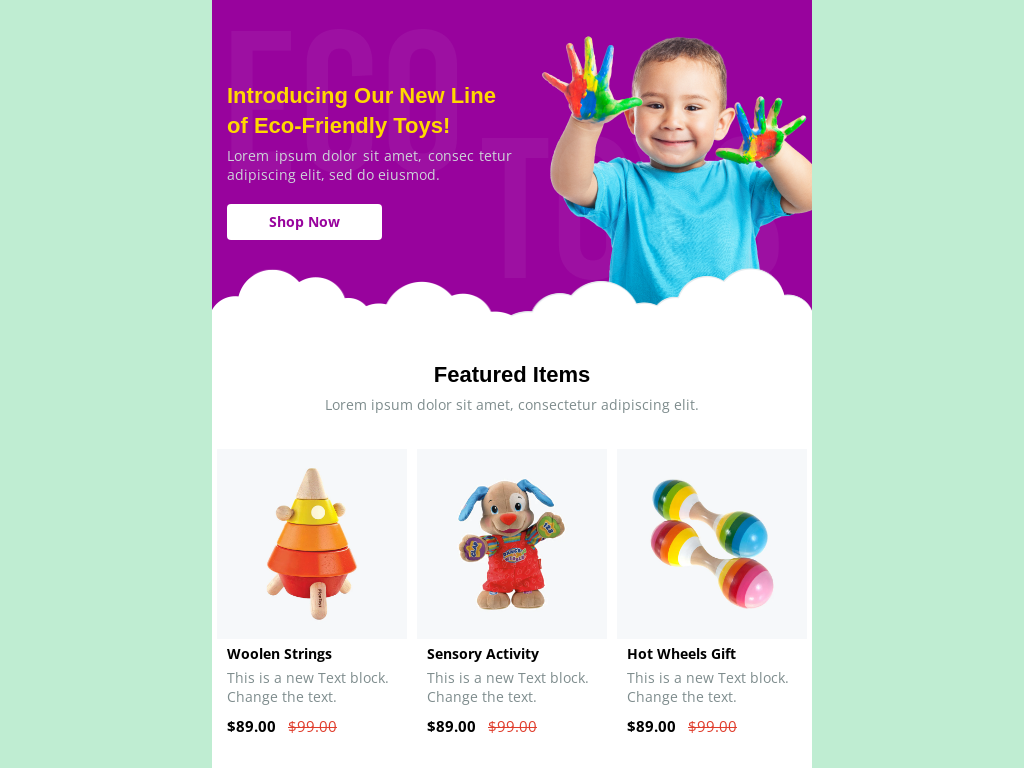 ECO
TOYS
Introducing Our New Line
of Eco-Friendly Toys!
Lorem ipsum dolor sit amet, consec tetur
adipiscing elit, sed do eiusmod.
Shop Now
Featured Items
Lorem ipsum dolor sit amet, consectetur adipiscing elit.
Woolen Strings
This is a new Text block.
Change the text.
$89.00 $99.00
Sensory Activity
This is a new Text block.
Change the text.
$89.00 $99.00
Hot Wheels Gift
This is a new Text block.
Change the text.
$89.00 $99.00